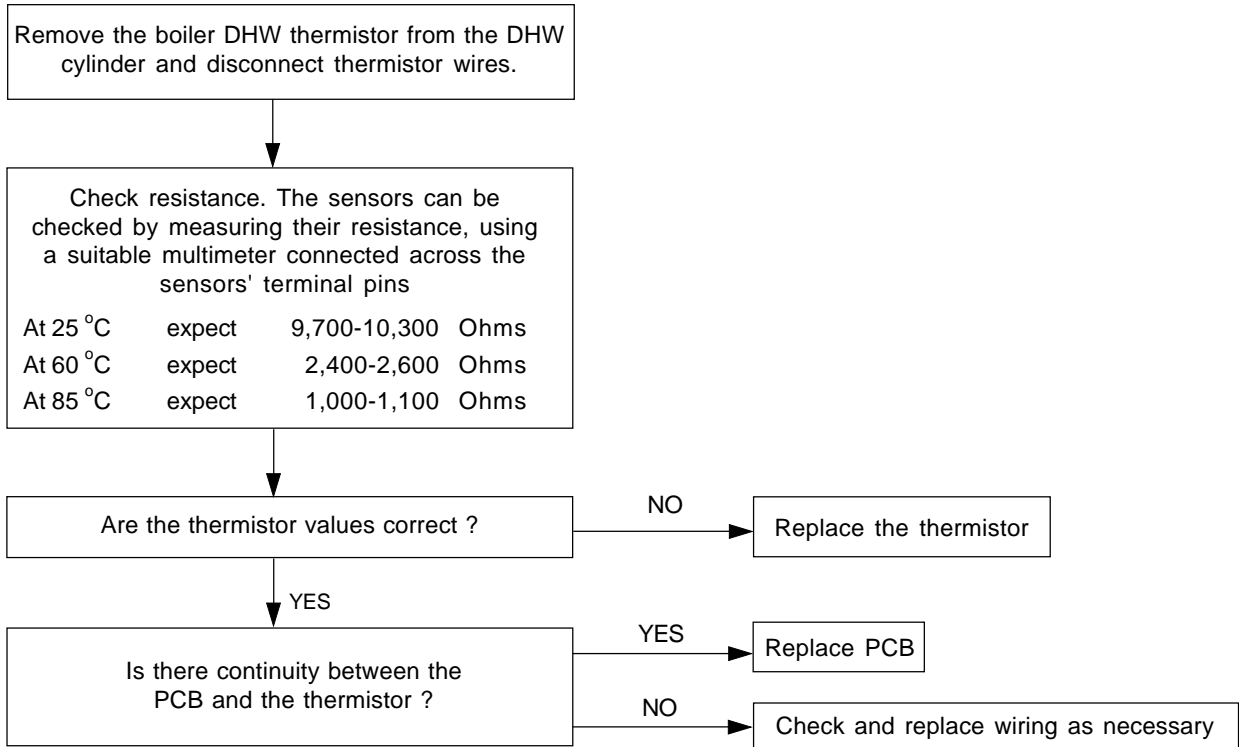 Remove the boiler DHW thermistor from the DHW
cylinder and disconnect thermistor wires.
Check resistance. The sensors can be
checked by measuring their resistance, using
a suitable multimeter connected across the
sensors' terminal pins
At 25 °C expect 9,700-10,300 Ohms
At 60 °C expect 2,400-2,600 Ohms
At 85 °C expect 1,000-1,100 Ohms
Are the thermistor values correct ?
NO
Replace the thermistor
YES
Is there continuity between the
PCB and the thermistor ?
YES
Replace PCB
NO
Check and replace wiring as necessary